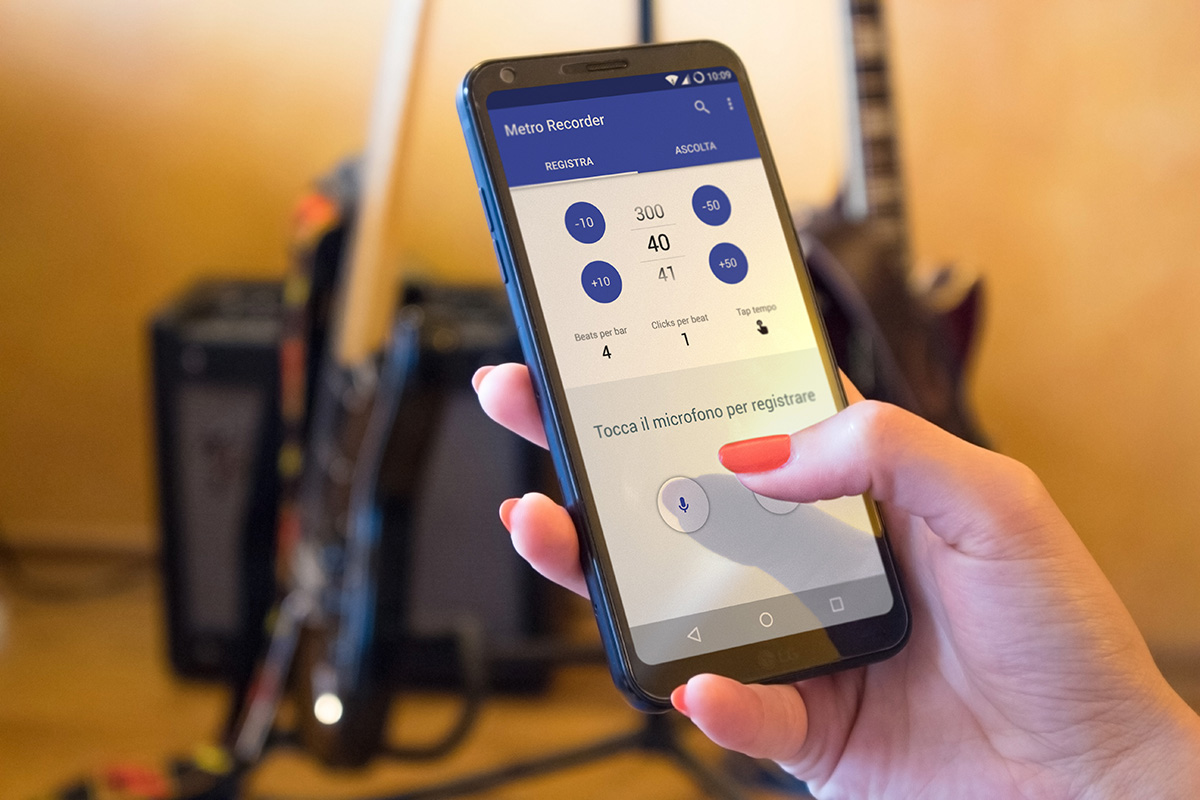 10:09
Metro Recorder
REGISTRA
ASCOLTA
-10
300
-50
40
+10
41
+50
Beats per bar
Clicks per beat
Tap tempo
4
1
Tocca il microfono per registrare
LG